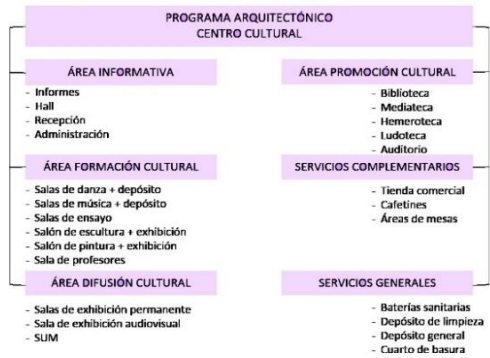 PROGRAMA ARQUITECTÓNICO
CENTRO CULTURAL
ÁREA INFORMATIVA
- Informes
- Hall
- Recepción
- Administración
ÁREA FORMACIÓN CULTURAL
- Salas de danza + depósito
- Salas de música + depósito
- Salas de ensayo
- Salón de escultura + exhibición
- Salón de pintura + exhibición
- Sala de profesores
ÁREA DIFUSIÓN CULTURAL
- Salas de exhibición permanente
- Sala de exhibición audiovisual
- SUM
ÁREA PROMOCIÓN CULTURAL
- Biblioteca
- Mediateca
- Hemeroteca
- Ludoteca
- Auditorio
SERVICIOS COMPLEMENTARIOS
- Tienda comercial
- Cafetines
- Áreas de mesas
SERVICIOS GENERALES
- Baterías sanitarias
- Depósito de limpieza
- Depósito general
- Cuarto de basura